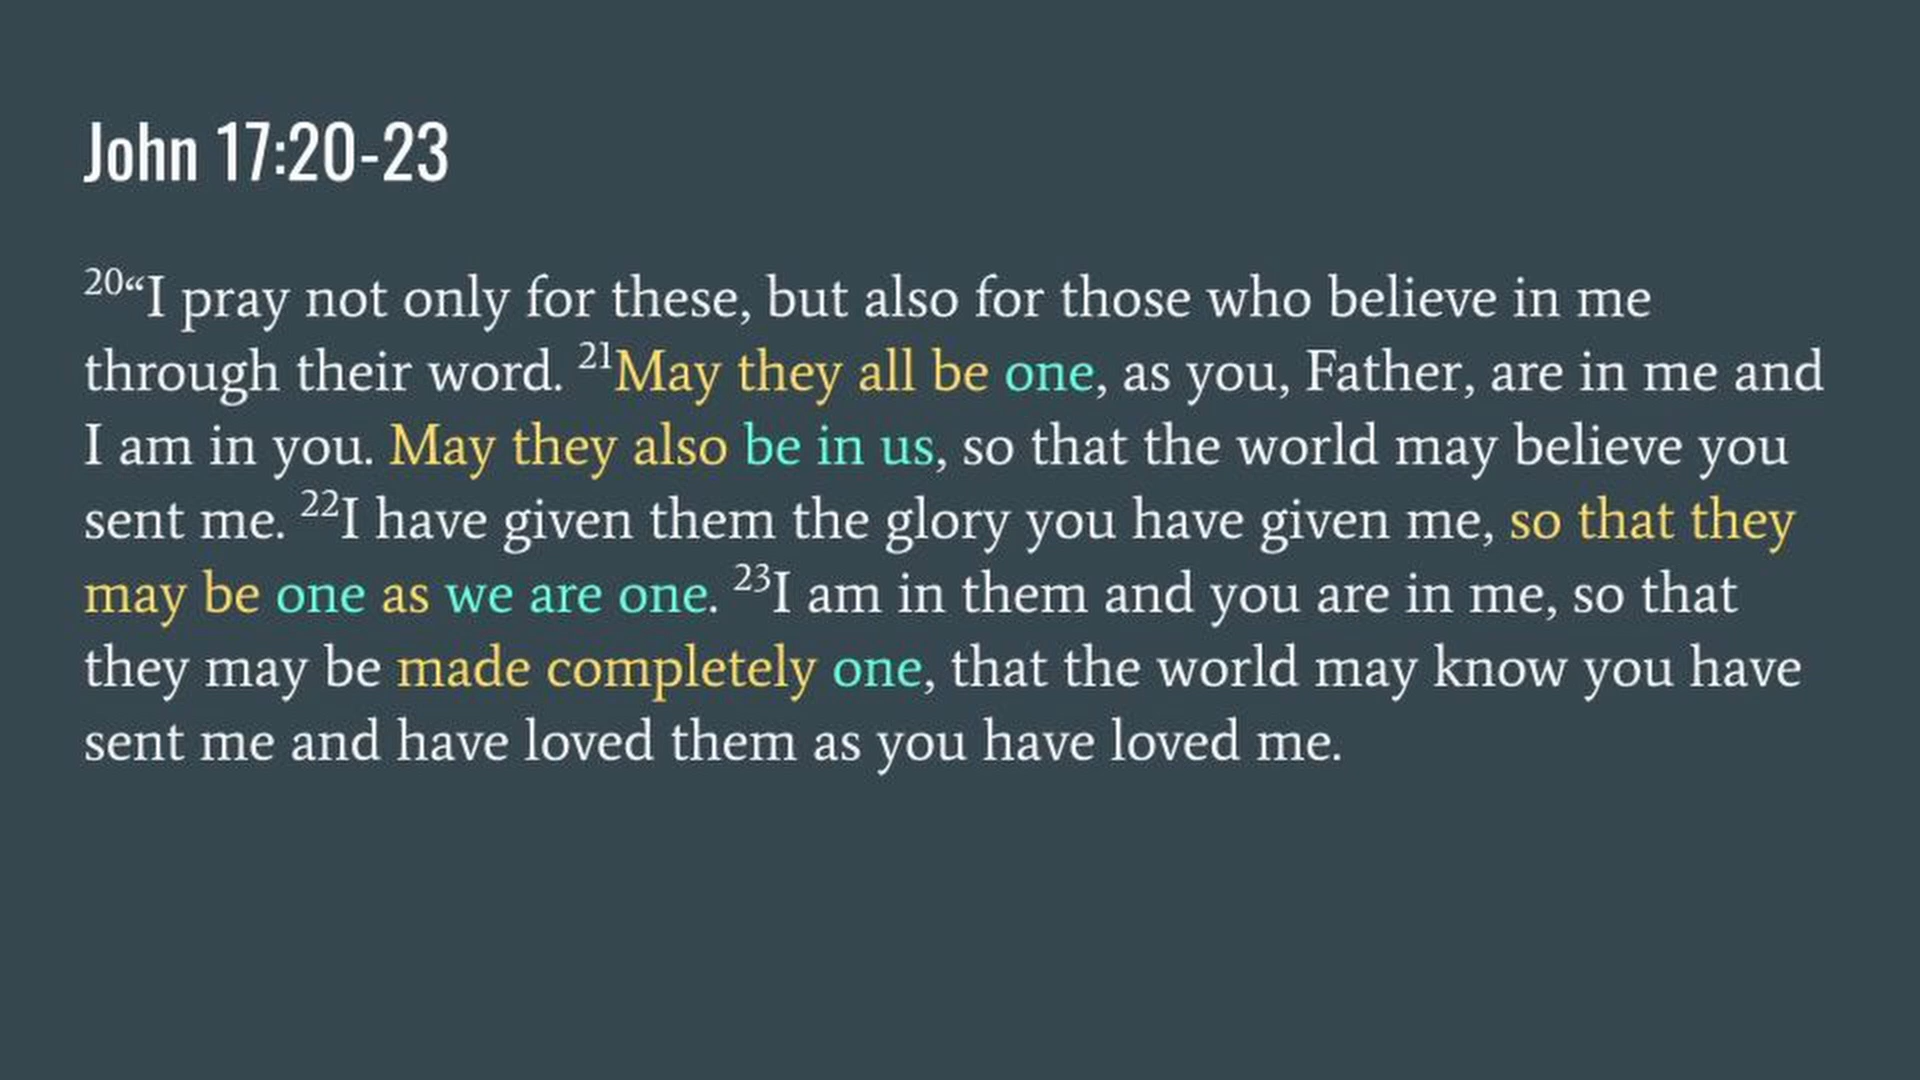 John 17:20-23
20“I pray not only for these, but also for those who believe in me
through their word. 21May they all be one, as you, Father, are in me and
I am in you. May they also be in us, so that the world may believe you
sent me. 22I have given them the glory you have given me, so that they
may be one as we are one. 23I am in them and you are in me, so that
they may be made completely one, that the world may know you have
sent me and have loved them as you have loved me.